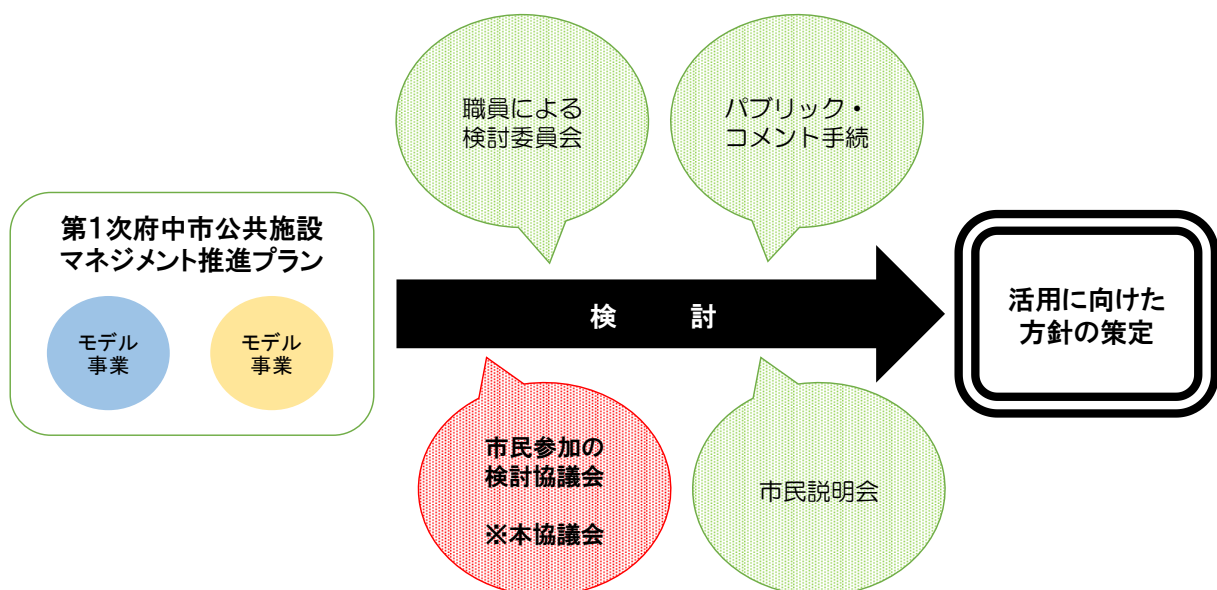 職員による
検討委員会
パブリック・
コメント手続
第1次府中市公共施設
マネジメント推進プラン
モデル
事業
モデル
事業
検　討
活用に向けた
方針の策定
市民参加の
検討協議会
※本協議会
市民説明会